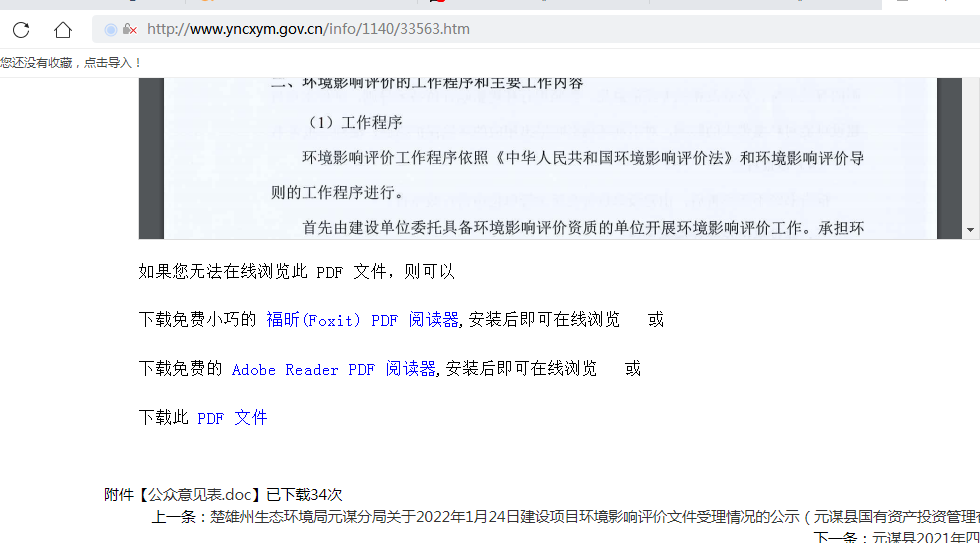 http://www.yncxym.gov.cn/info/1140/33563.htm
您还没有收藏，点击导入！
二、环境影响评价的工作程序和主要工作内容
（1）工作程序
环境影响评价工作程序依照《中华人民共和国环境影响评价法》和环境影响评价导
则的工作程序进行。
首先由建设单位委托具备环境影响评价资质的单位开展环境影响评价工作。承担环
如果您无法在线浏览此 PDF 文件，则可以
下载免费小巧的 福昕(Foxit) PDF 阅读器,安装后即可在线浏览 或
下载免费的 Adobe Reader PDF 阅读器,安装后即可在线浏览 或
下载此 PDF 文件
附件【公众意见表.doc】已下载34次
上一条：楚雄州生态环境局元谋分局关于2022年1月24日建设项目环境影响评价文件受理情况的公示（元谋县国有资产投资管理
下一条：元谋县2021年四